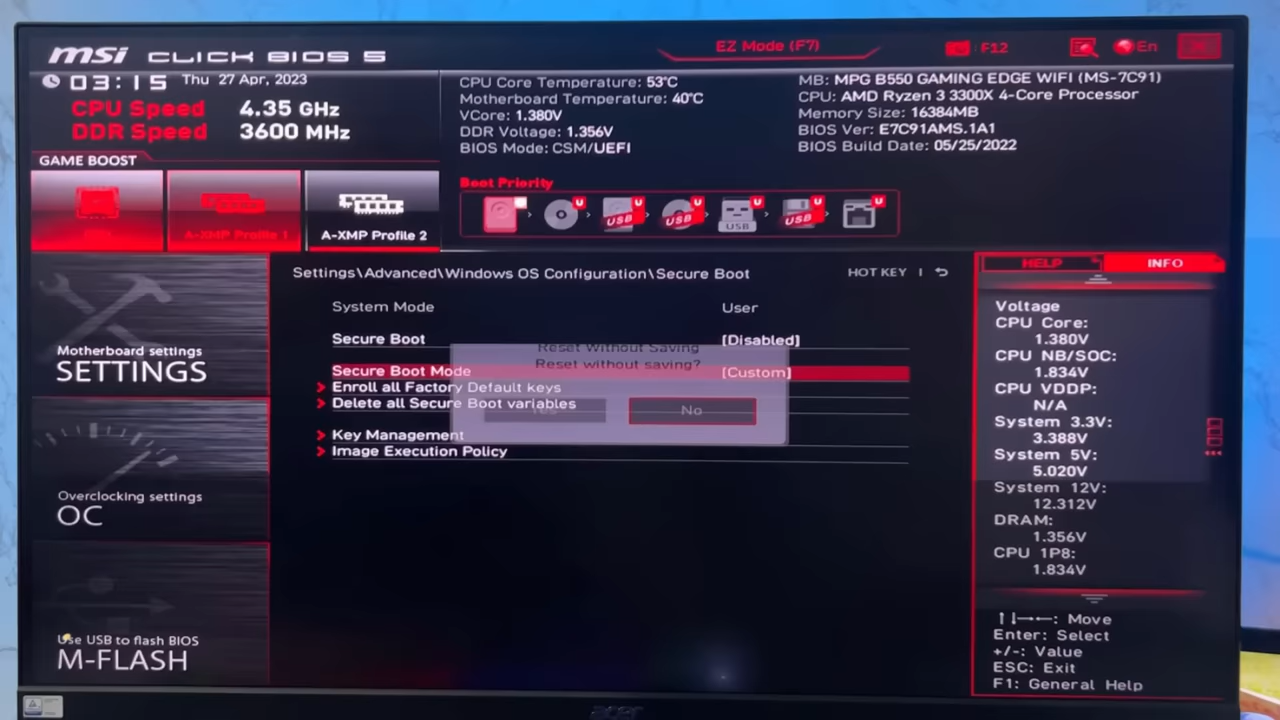 msi CLICK BIOS 5
EZ Mode (F7)
: F12
En
03:15 Thu 27 Apr, 2023
CPU Speed 4.35 GHz
DDR Speed 3600 MHz
CPU Core Temperature: 53°C
Motherboard Temperature: 40°C
VCore: 1.380V
DDR Voltage: 1.356V
BIOS Mode: CSM/UEFI
MB: MPG B550 GAMING EDGE WIFI (MS-7C91)
CPU: AMD Ryzen 3 3300X 4-Core Processor
Memory Size: 16384MB
BIOS Ver: E7C91AMS.1A1
BIOS Build Date: 05/25/2022
GAME BOOST
A-XMP Profile 1
A-XMP Profile 2
Boot Priority
U U U U U U
USB USB USB USB
Motherboard settings
SETTINGS
Overclocking settings
OC
Use USB to flash BIOS
M-FLASH
Settings\Advanced\Windows OS Configuration\Secure Boot
HOT KEY |
System Mode User
Secure Boot [Disabled]
Secure Boot Mode [Custom]
> Enroll all Factory Default keys
> Delete all Secure Boot variables
> Key Management
> Image Execution Policy
Reset Without Saving
Reset without saving?
No
HELP INFO
Voltage
CPU Core:
1.380V
CPU NB/SOC:
1.834V
CPU VDDP:
N/A
System 3.3V:
3.388V
System 5V:
5.020V
System 12V:
12.312V
DRAM:
1.356V
CPU 1P8:
1.834V
↑↓→←: Move
Enter: Select
+/-: Value
ESC: Exit
F1: General Help
acer